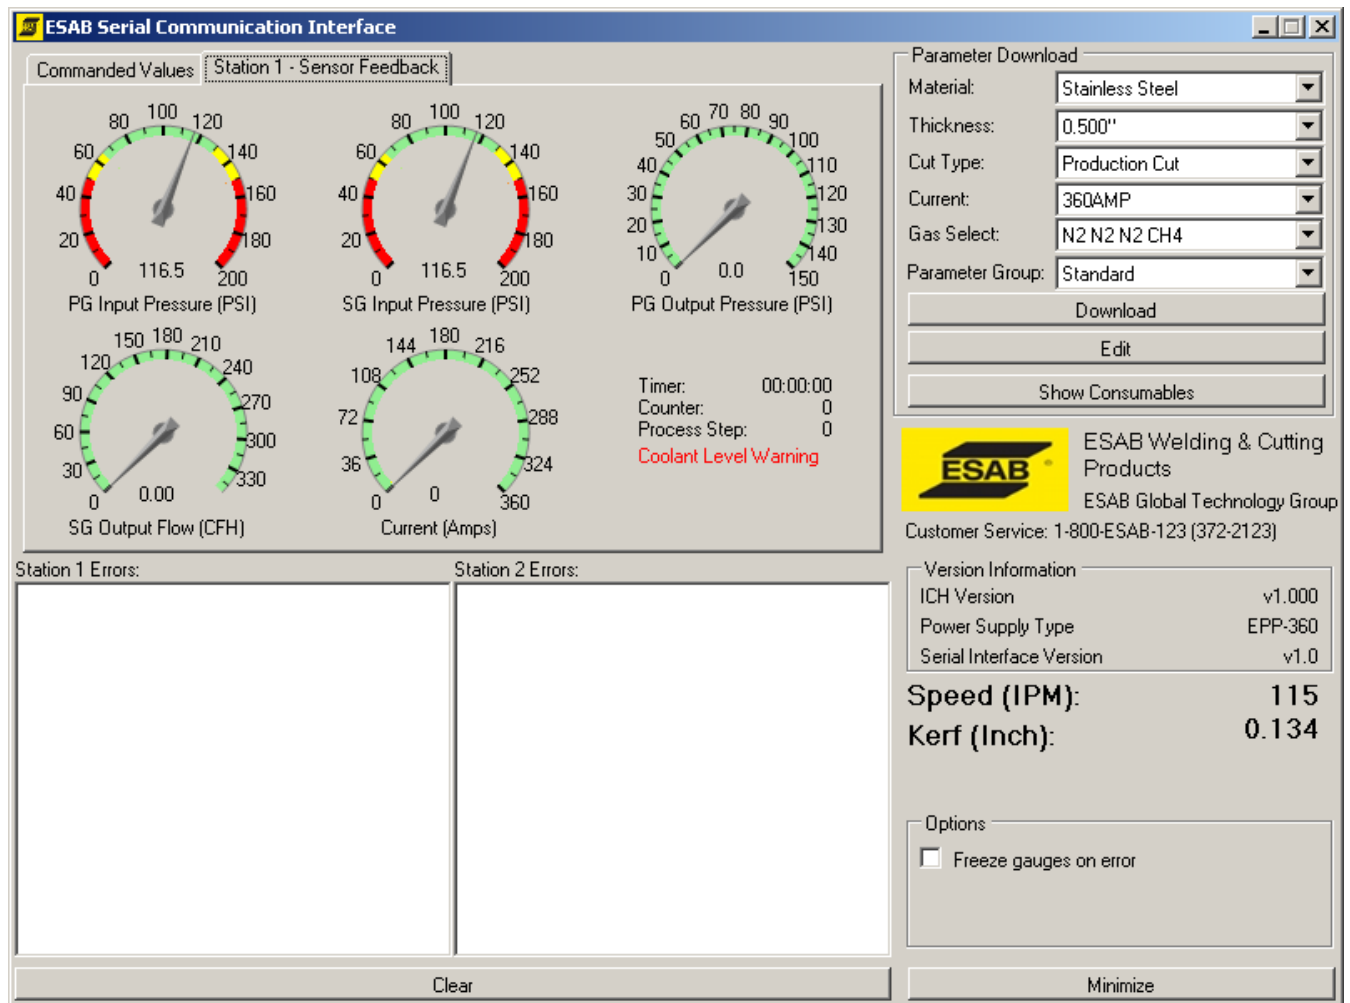 ESAB Serial Communication Interface
Commanded Values
Station 1 - Sensor Feedback
0 20 40 60 80 100 120 140 160 180 200
116.5
PG Input Pressure (PSI)
0 20 40 60 80 100 120 140 160 180 200
116.5
SG Input Pressure (PSI)
0 10 20 30 40 50 60 70 80 90 100 110 120 130 140 150
0.0
PG Output Pressure (PSI)
0 30 60 90 120 150 180 210 240 270 300 330
0.00
SG Output Flow (CFH)
0 36 72 108 144 180 216 252 288 324 360
0
Current (Amps)
Timer: 00:00:00
Counter: 0
Process Step: 0
Coolant Level Warning
Station 1 Errors:
Station 2 Errors:
Clear
Parameter Download
Material: Stainless Steel
Thickness: 0.500"
Cut Type: Production Cut
Current: 360AMP
Gas Select: N2 N2 N2 CH4
Parameter Group: Standard
Download
Edit
Show Consumables
ESAB
ESAB Welding & Cutting
Products
ESAB Global Technology Group
Customer Service: 1-800-ESAB-123 (372-2123)
Version Information
ICH Version v1.000
Power Supply Type EPP-360
Serial Interface Version v1.0
Speed (IPM): 115
Kerf (Inch): 0.134
Options
Freeze gauges on error
Minimize